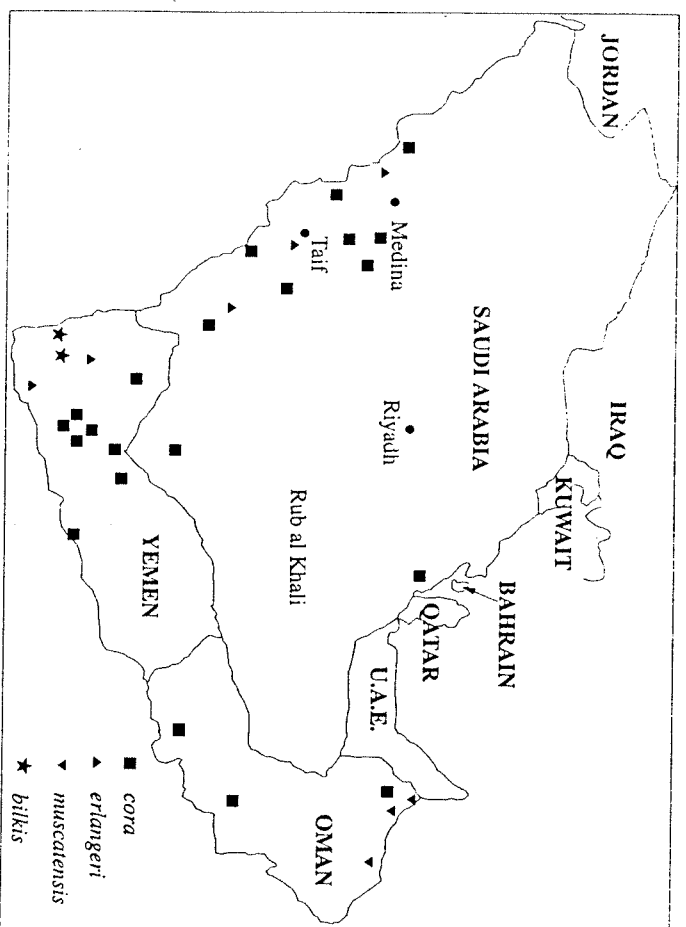 JORDAN
IRAQ
KUWAIT
BAHRAIN
QATAR
U.A.E.
SAUDI ARABIA
Medina
Taif
Riyadh
Rub al Khali
YEMEN
OMAN
cora
erlangeri
muscatensis
bilkis